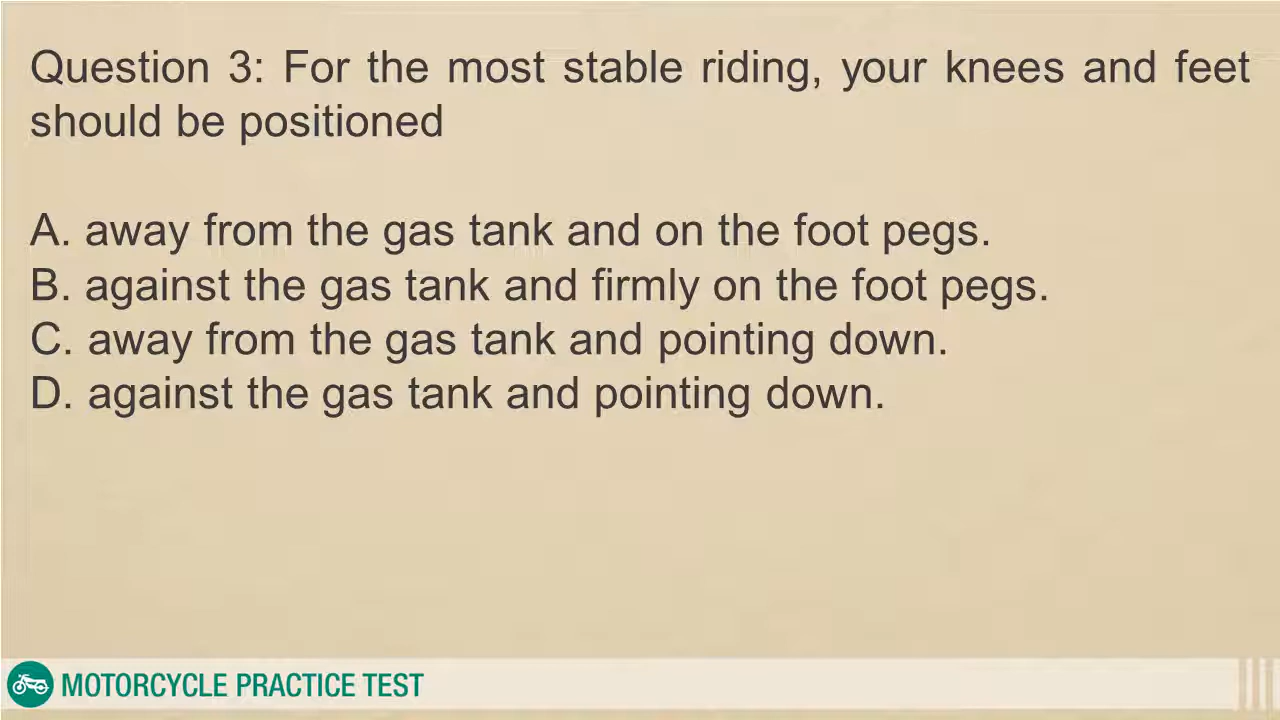 Question 3: For the most stable riding, your knees and feet
should be positioned
A. away from the gas tank and on the foot pegs.
B. against the gas tank and firmly on the foot pegs.
C. away from the gas tank and pointing down.
D. against the gas tank and pointing down.
MOTORCYCLE PRACTICE TEST